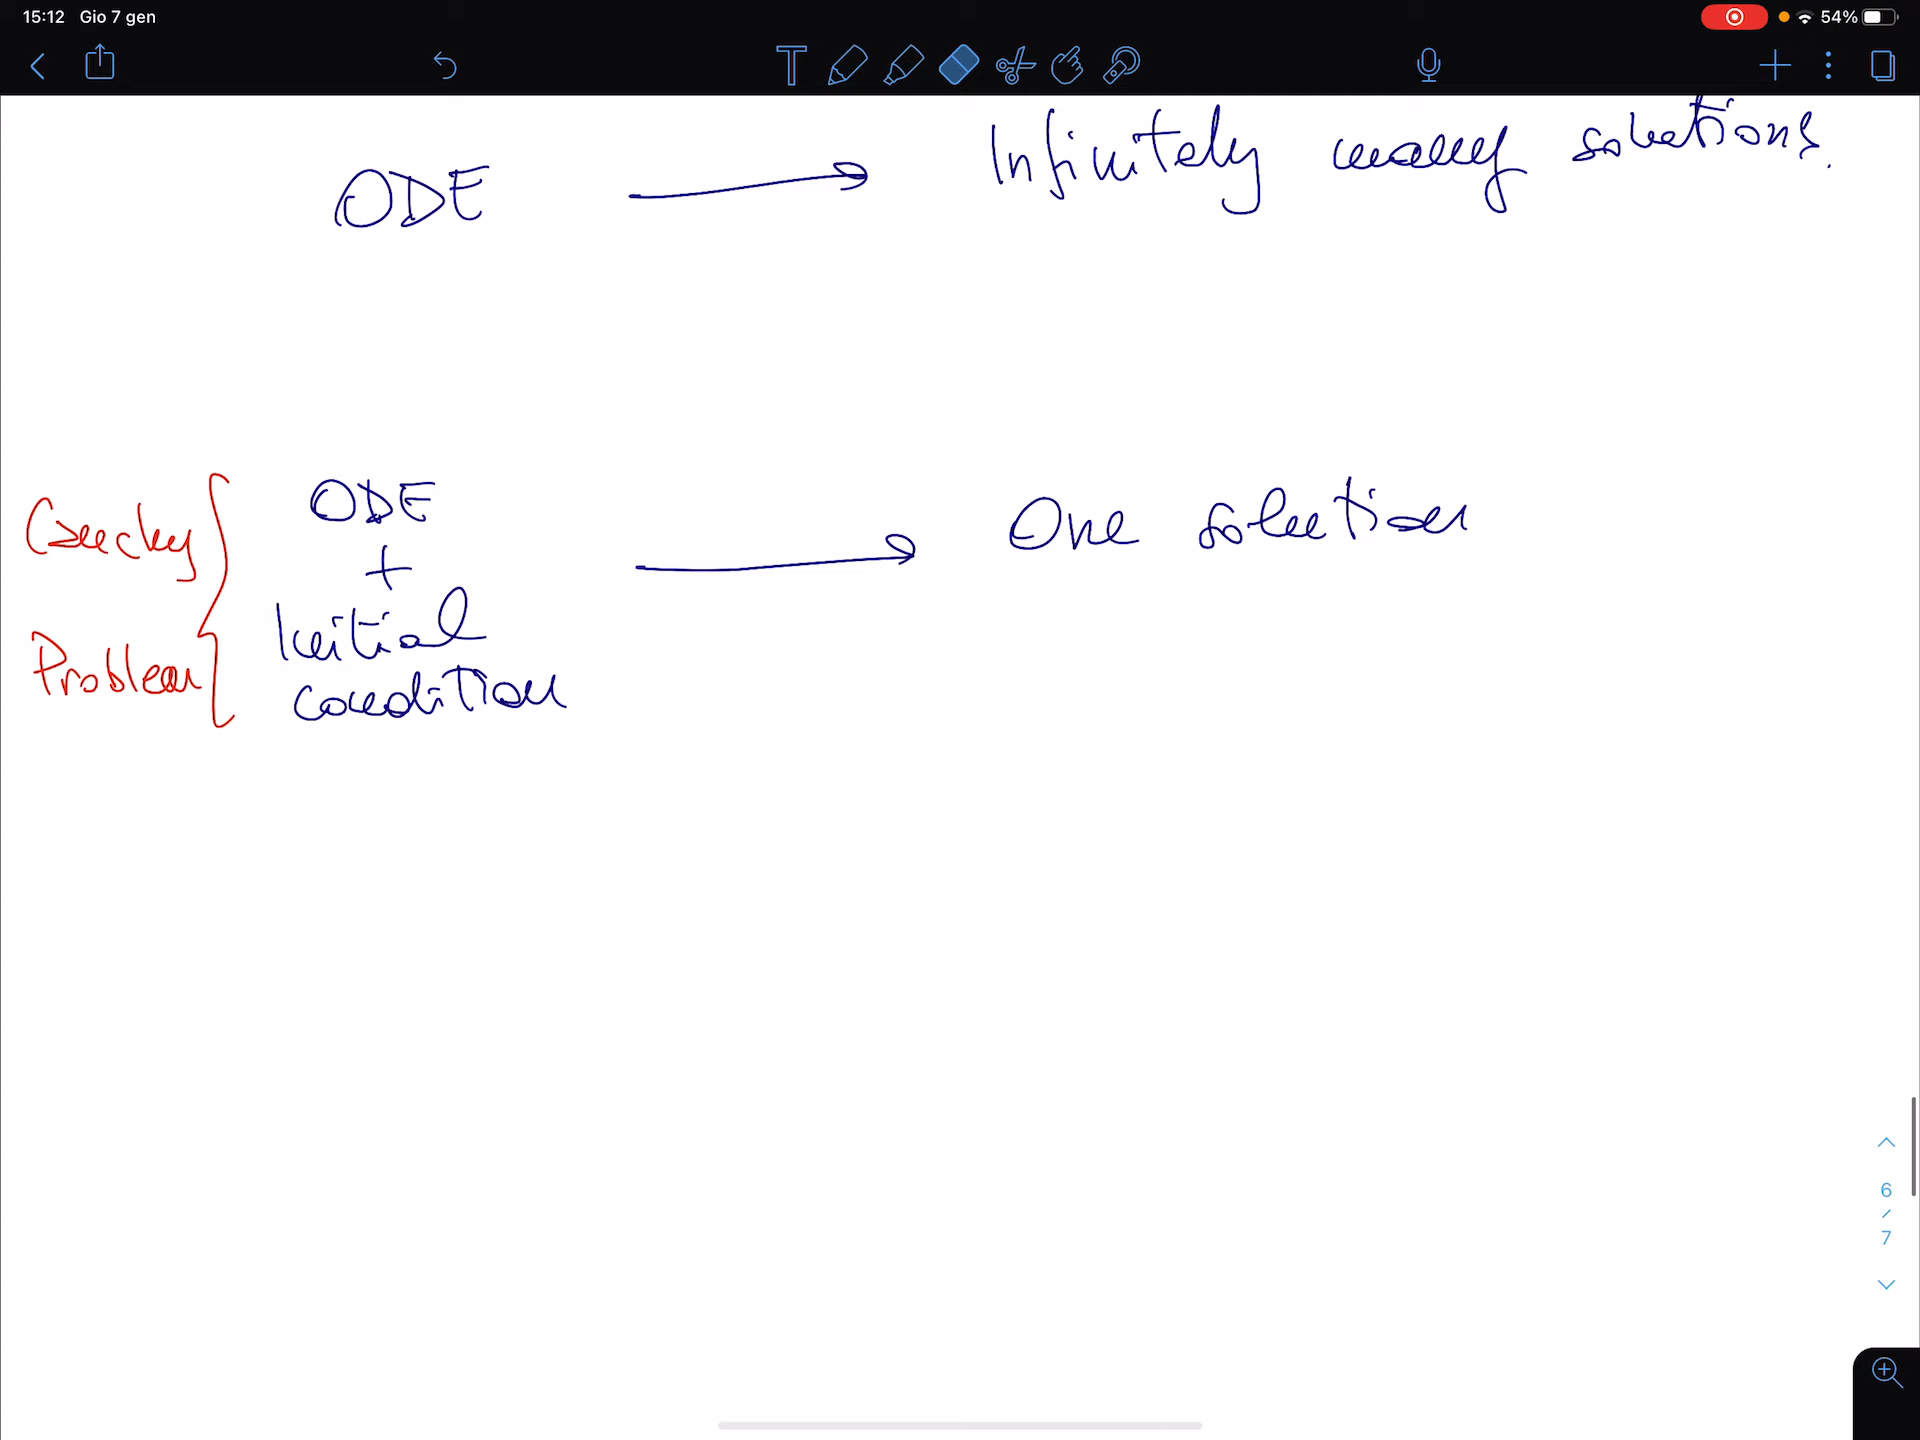 15:12 Gio 7 gen 54%
ODE → Infinitely many solutions.
Cauchy Problem { ODE
+ → One solution
Initial
condition
6
/
7